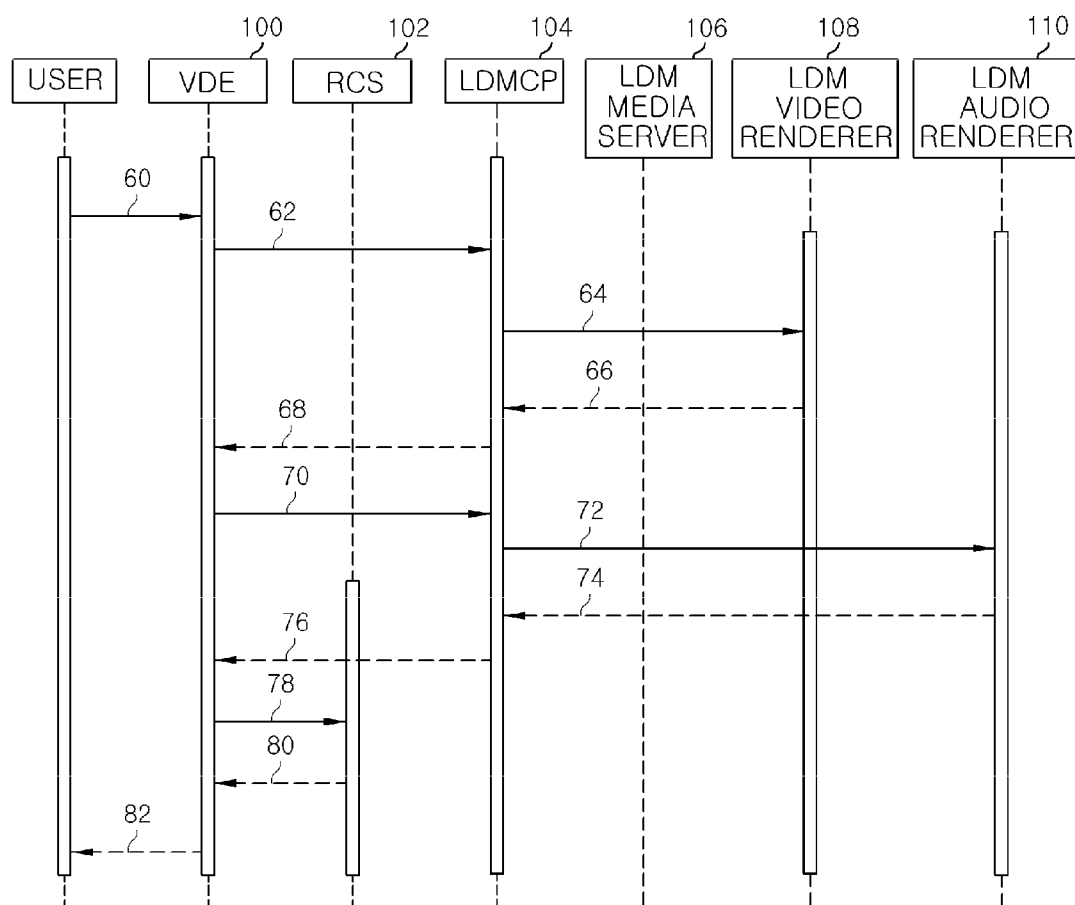 100
102
104
106
108
110
USER
VDE
RCS
LDMCP
LDM
MEDIA
SERVER
LDM
VIDEO
RENDERER
LDM
AUDIO
RENDERER
60
62
64
66
68
70
72
74
76
78
80
82